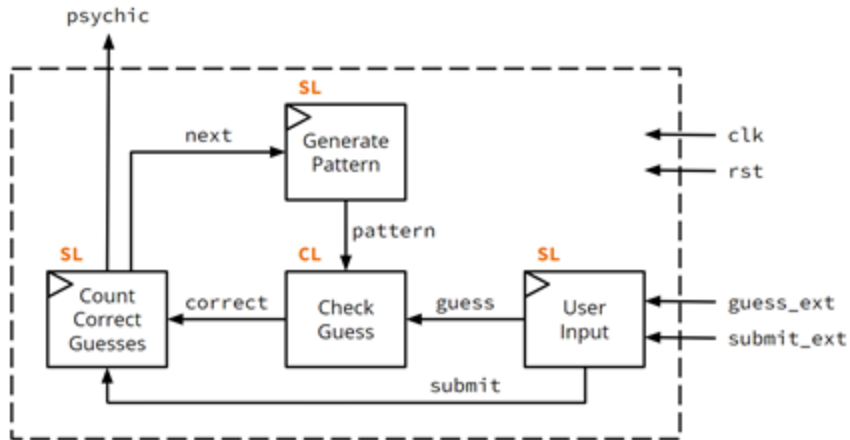 psychic
SL
next
Generate
Pattern
clk
rst
pattern
SL
CL
SL
Count
Correct
Guesses
correct
Check
Guess
guess
User
Input
guess_ext
submit_ext
submit